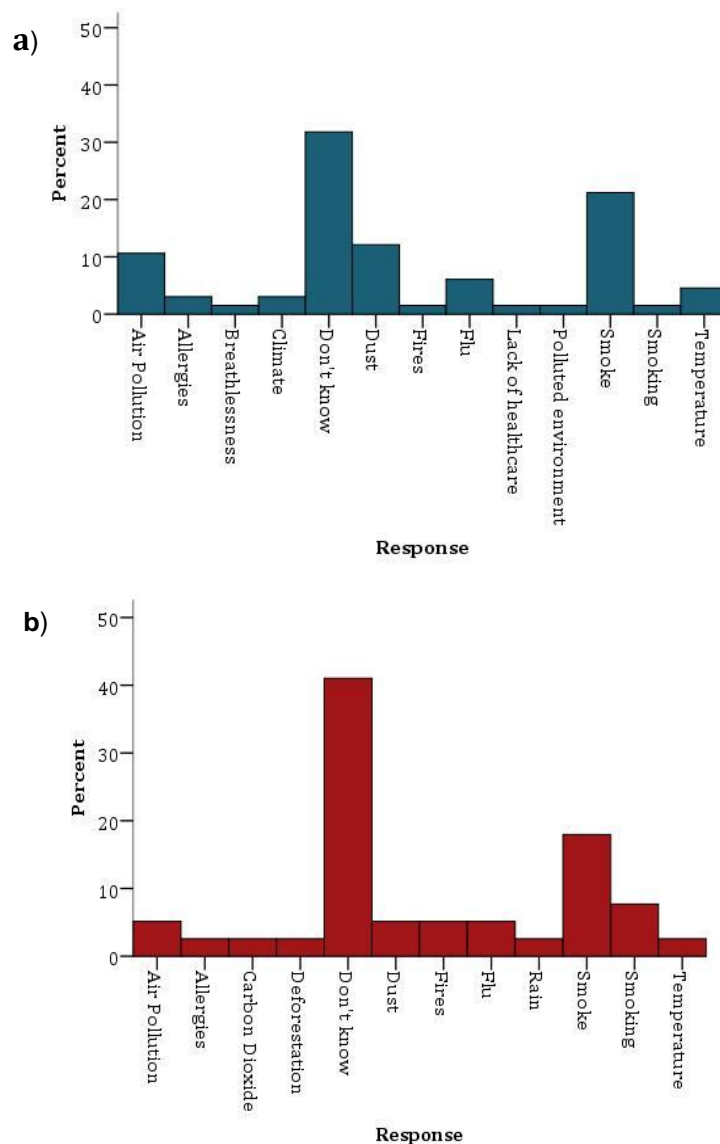 a)
50
40
30
20
10
0
Percent
Air Pollution
Allergies
Breathlessness
Climate
Don't know
Dust
Fires
Flu
Lack of healthcare
Polluted environment
Smoke
Smoking
Temperature
Response
b)
50
40
30
20
10
0
Percent
Air Pollution
Allergies
Carbon Dioxide
Deforestation
Don't know
Dust
Fires
Flu
Rain
Smoke
Smoking
Temperature
Response